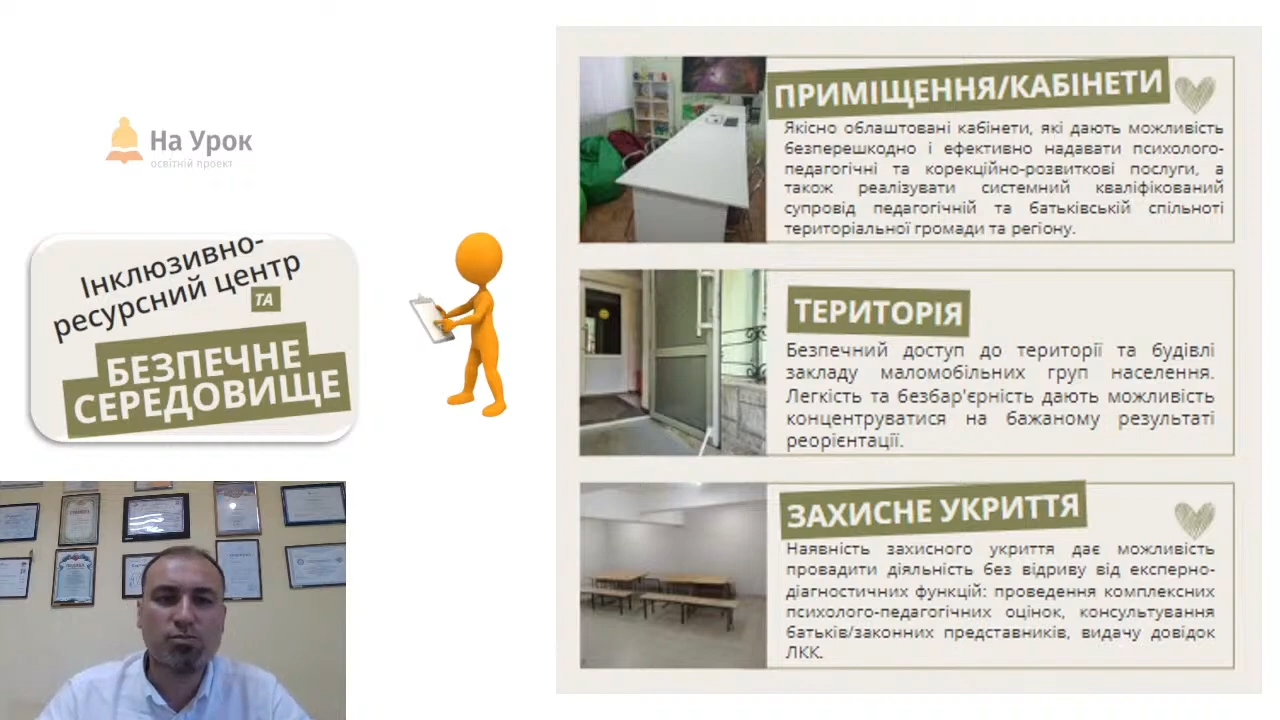 На Урок
освітній проект
Інклюзивно-
ресурсний центр
ТА
БЕЗПЕЧНЕ
СЕРЕДОВИЩЕ
ПРИМІЩЕННЯ/КАБІНЕТИ
Якісно облаштовані кабінети, які дають можливість
безперешкодно і ефективно надавати психолого-
педагогічні та корекційно-розвиткові послуги, а
також реалізувати системний кваліфікований
супровід педагогічній та батьківській спільноті
територіальної громади та регіону.
ТЕРИТОРІЯ
Безпечний доступ до території та будівлі
закладу маломобільних груп населення.
Легкість та безбар'єрність дають можливість
концентруватися на бажаному результаті
реорієнтації.
ЗАХИСНЕ УКРИТТЯ
Наявність захисного укриття дає можливість
провадити діяльність без відриву від експерно-
діагностичних функцій: проведення комплексних
психолого-педагогічних оцінок, консультування
батьків/законних представників, видачу довідок
ЛКК.